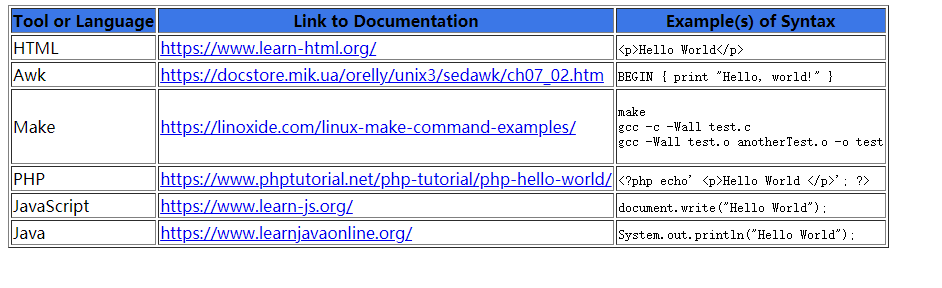 Tool or Language Link to Documentation Example(s) of Syntax
HTML https://www.learn-html.org/ <p>Hello World</p>
Awk https://docstore.mik.ua/orelly/unix3/sedawk/ch07_02.htm BEGIN { print "Hello, world!" }
Make https://linoxide.com/linux-make-command-examples/ make
gcc -c -Wall test.c
gcc -Wall test.o anotherTest.o -o test
PHP https://www.phptutorial.net/php-tutorial/php-hello-world/ <?php echo' <p>Hello World </p>'; ?>
JavaScript https://www.learn-js.org/ document.write("Hello World");
Java https://www.learnjavaonline.org/ System.out.println("Hello World");